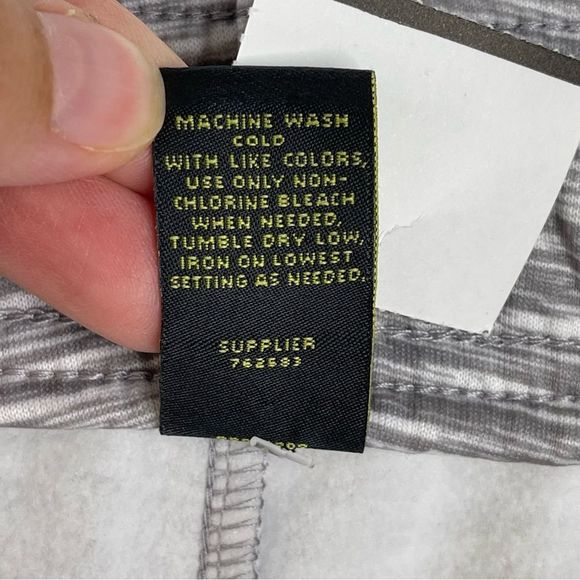 MACHINE WASH
COLD
WITH LIKE COLORS,
USE ONLY NON-
CHLORINE BLEACH
WHEN NEEDED,
TUMBLE DRY LOW,
IRON ON LOWEST
SETTING AS NEEDED.
SUPPLIER
762583